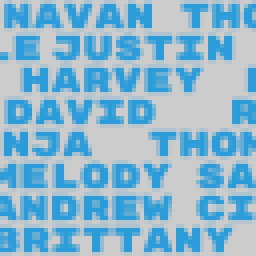 NAVAN THO
LE JUSTIN
HARVEY
DAVID R
NJA THOM
MELODY SA
ANDREW CI
BRITTANY